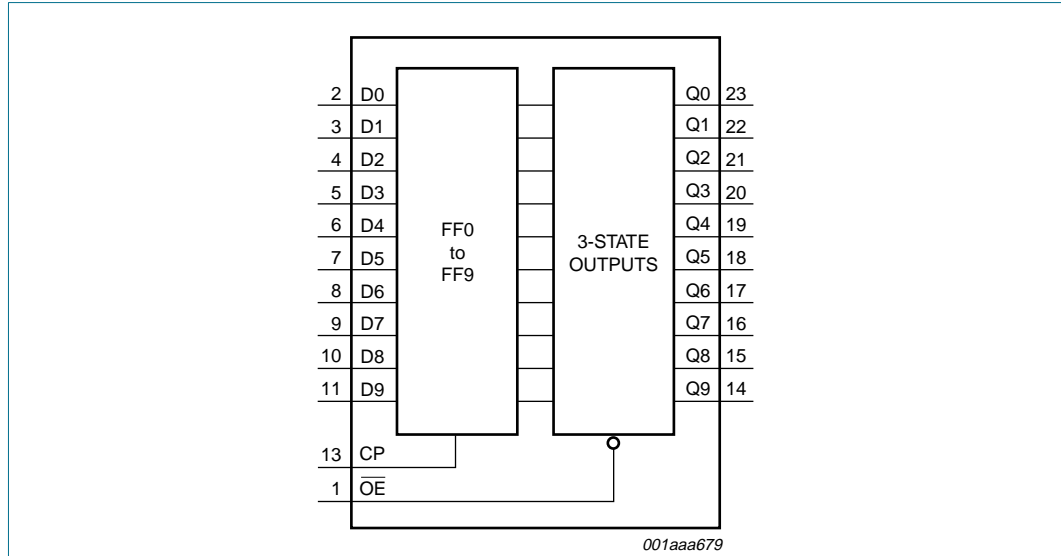 2 D0 Q0 23
3 D1 Q1 22
4 D2 Q2 21
5 D3 Q3 20
6 D4 Q4 19
7 D5 Q5 18
8 D6 Q6 17
9 D7 Q7 16
10 D8 Q8 15
11 D9 Q9 14
FF0
to
FF9
3-STATE
OUTPUTS
13 CP
1 O̅E̅
001aaa679